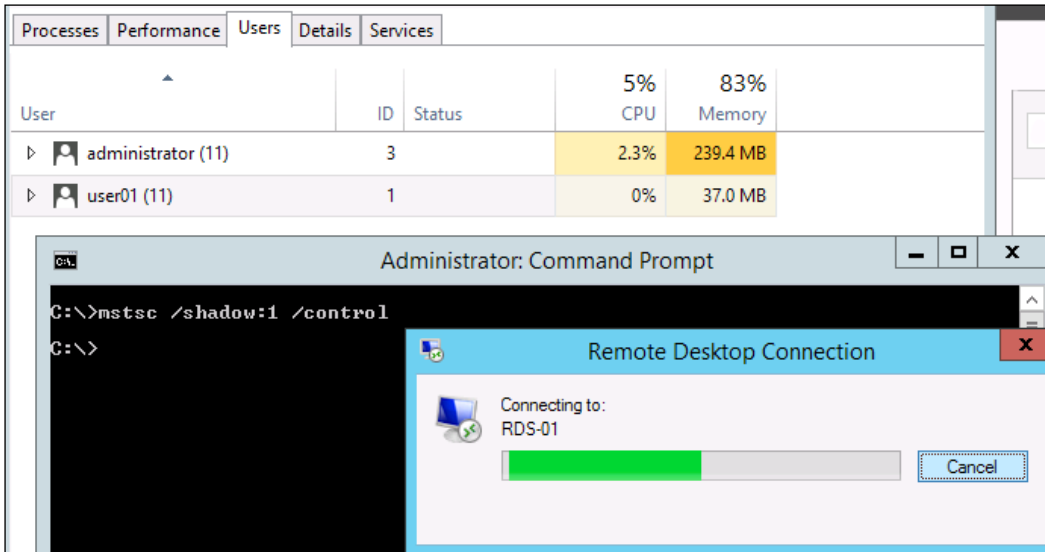 Processes Performance Users Details Services
5% 83%
User ID Status CPU Memory
administrator (11) 3 2.3% 239.4 MB
user01 (11) 1 0% 37.0 MB
Administrator: Command Prompt
C:\>mstsc /shadow:1 /control
C:\>
Remote Desktop Connection
Connecting to:
RDS-01
Cancel